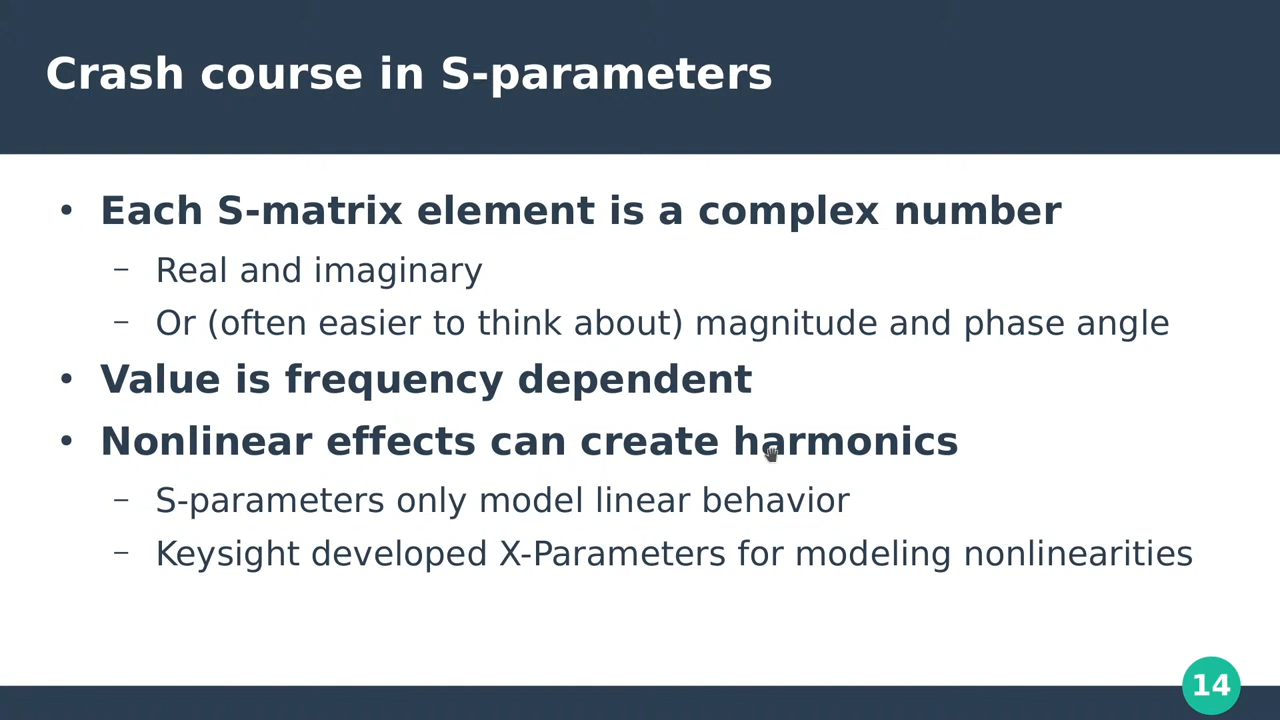 Crash course in S-parameters
• Each S-matrix element is a complex number
– Real and imaginary
– Or (often easier to think about) magnitude and phase angle
• Value is frequency dependent
• Nonlinear effects can create harmonics
– S-parameters only model linear behavior
– Keysight developed X-Parameters for modeling nonlinearities
14